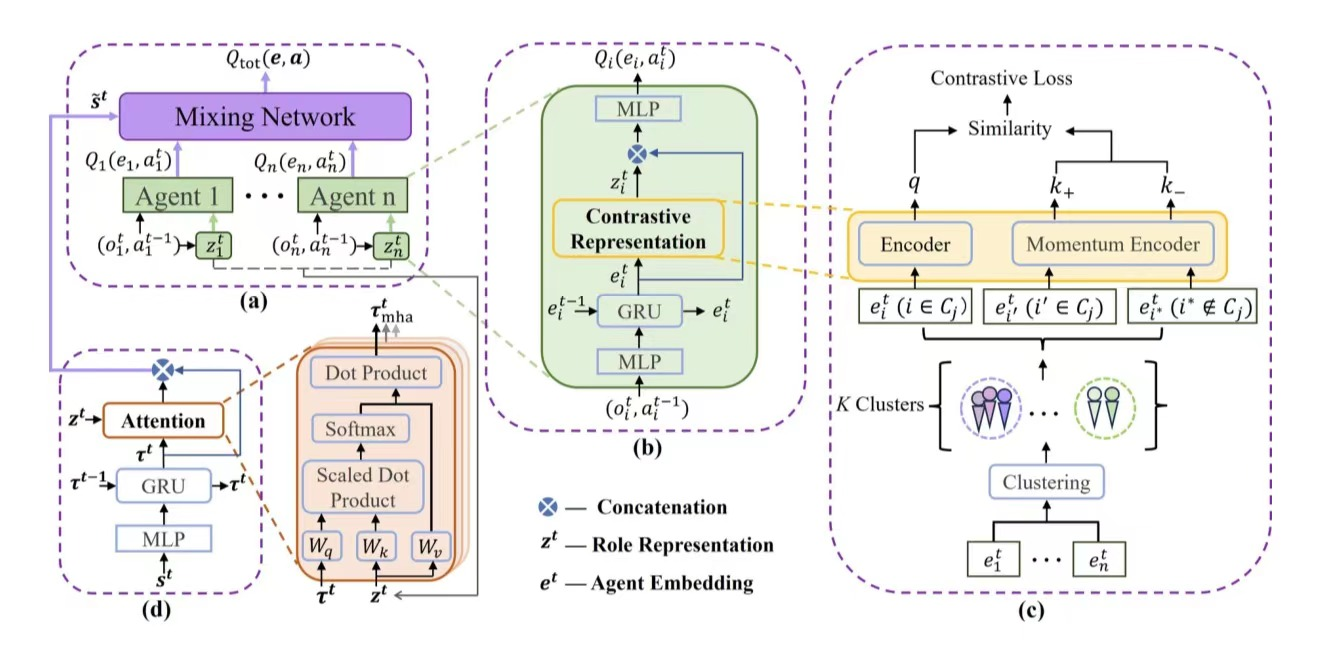 Q_tot(e, a)
s̃^t
Mixing Network
Q_1(e_1, a_1^t)
Q_n(e_n, a_n^t)
Agent 1
· · ·
Agent n
(o_1^t, a_1^{t−1})
z_1^t
(o_n^t, a_n^{t−1})
z_n^t
(a)
Q_i(e_i, a_i^t)
MLP
z_i^t
Contrastive
Representation
e_i^t
e_i^{t−1}
GRU
e_i^t
MLP
(o_i^t, a_i^{t−1})
(b)
Contrastive Loss
Similarity
q
k_+
k_−
Encoder
Momentum Encoder
e_i^t (i ∈ C_j)
e_{i′}^t (i′ ∈ C_j)
e_{i*}^t (i* ∉ C_j)
K Clusters
· · ·
Clustering
e_1^t
· · ·
e_n^t
(c)
z^t
Attention
τ^t
τ^{t−1}
GRU
τ^t
MLP
s^t
(d)
τ_mha^t
Dot Product
Softmax
Scaled Dot
Product
W_q
W_k
W_v
τ^t
z^t
— Concatenation
z^t — Role Representation
e^t — Agent Embedding